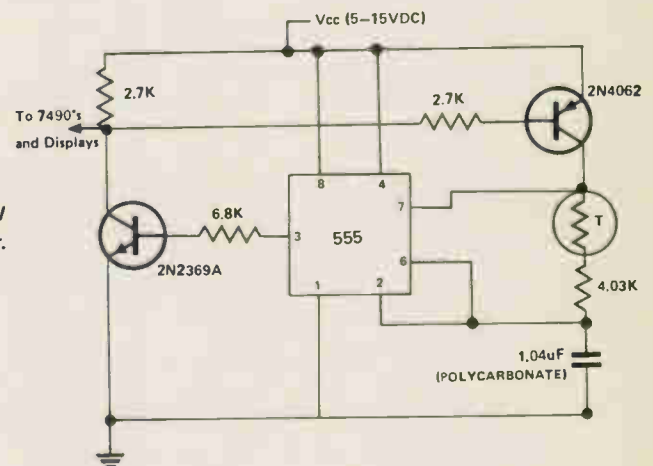 Vcc (5–15VDC)
2.7K
2N4062
To 7490's
and Displays
2.7K
8
4
7
T
6.8K
3
555
6
2N2369A
1
2
4.03K
1.04uF
(POLYCARBONATE)